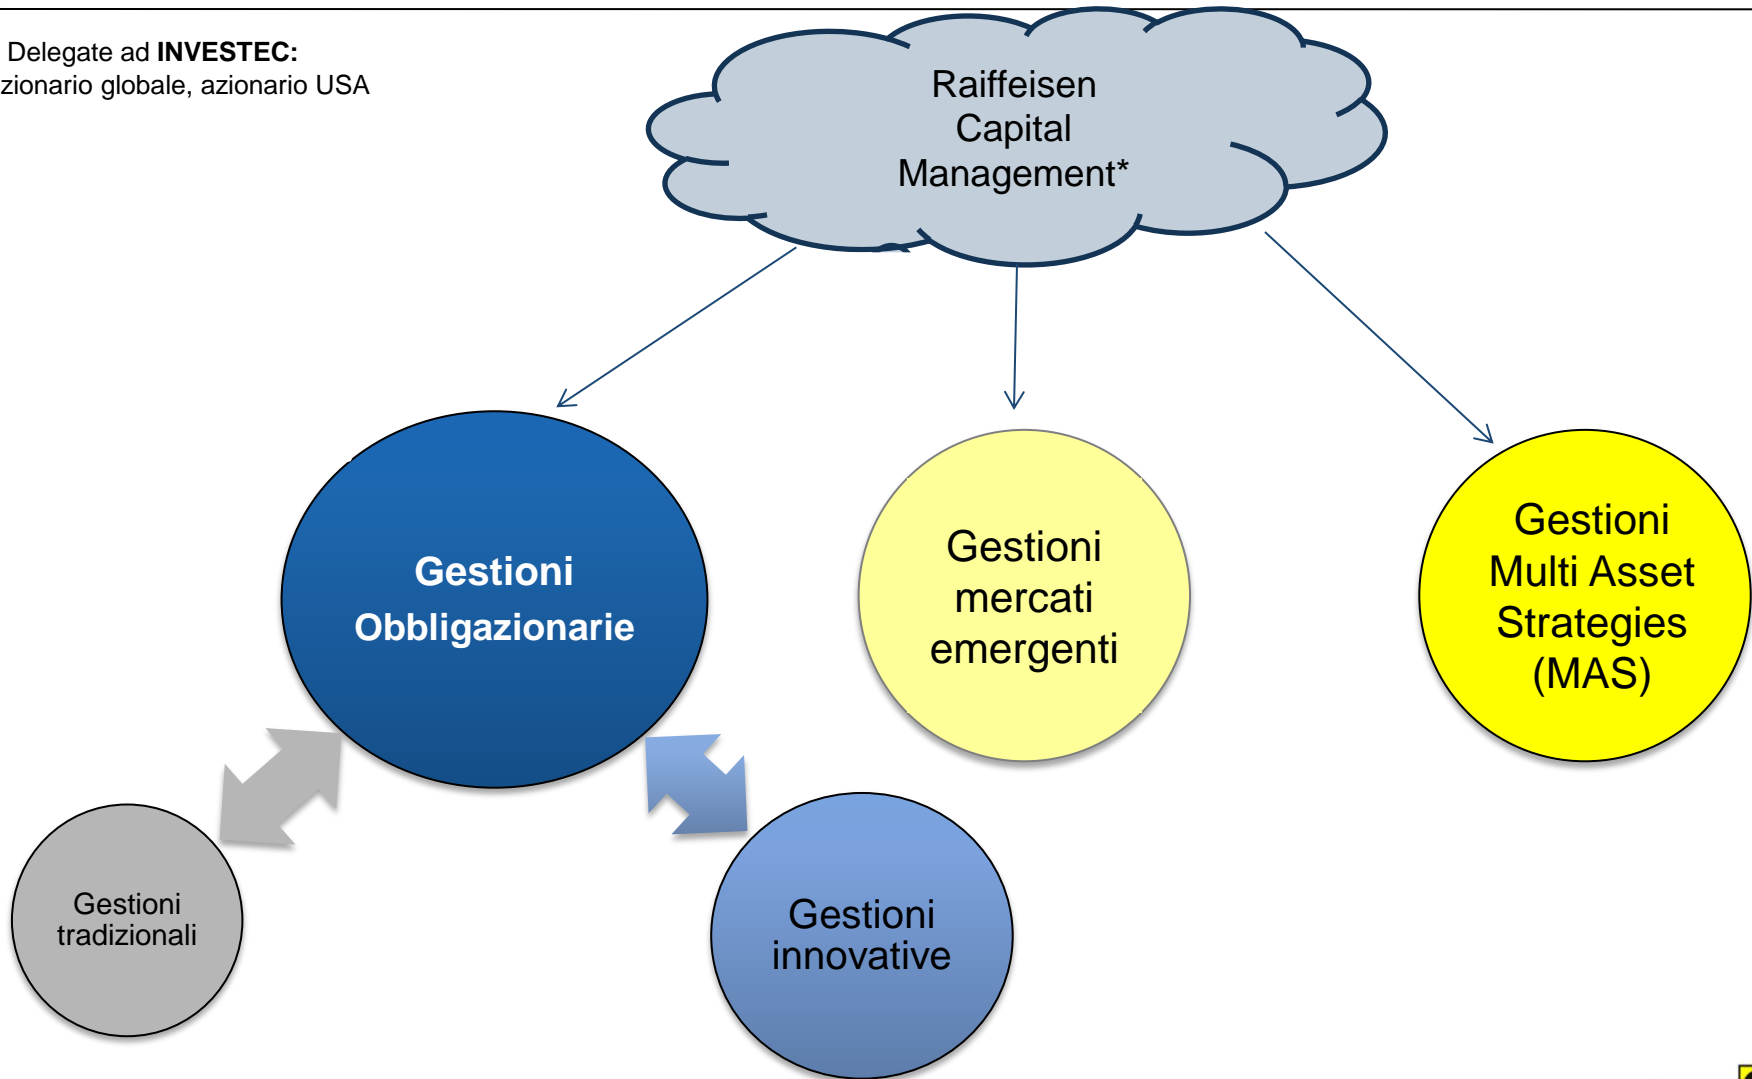 Delegate ad INVESTEC:
zionario globale, azionario USA
Raiffeisen
Capital
Management*
Gestioni
Obbligazionarie
Gestioni
mercati
emergenti
Gestioni
Multi Asset
Strategies
(MAS)
Gestioni
tradizionali
Gestioni
innovative